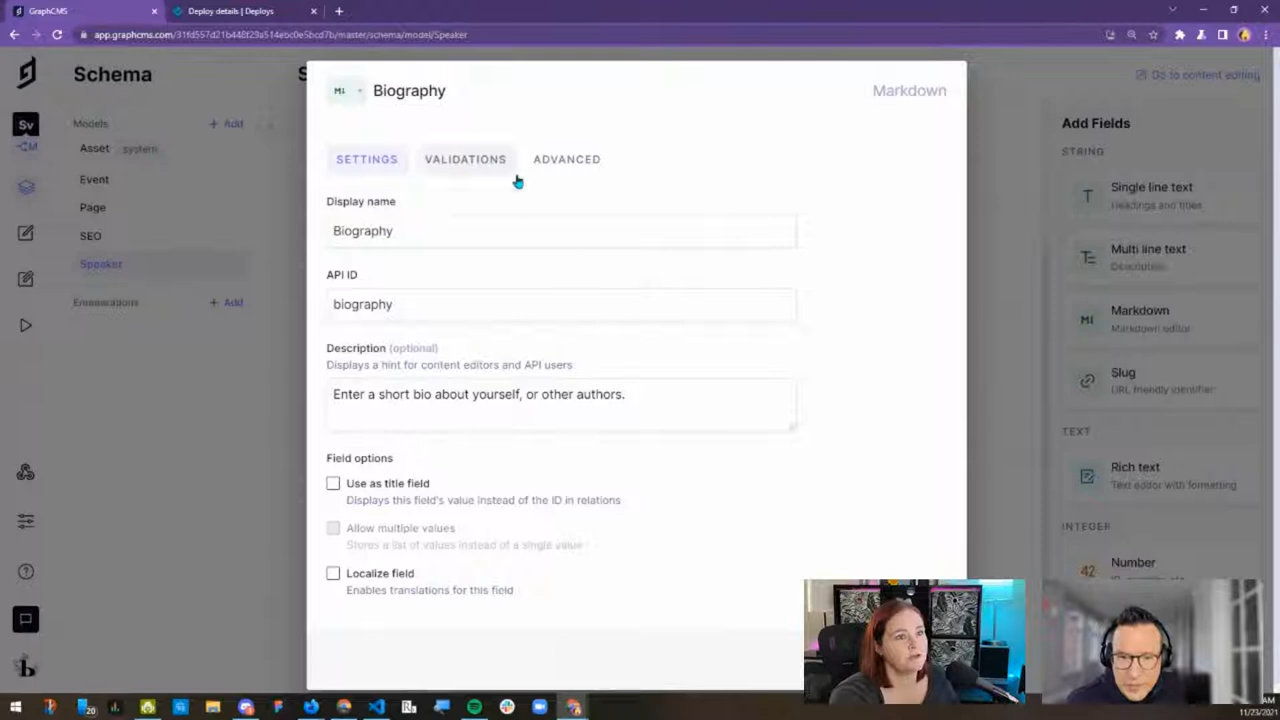 GraphCMS
Deploy details | Deploys
app.graphcms.com/31fd557d21b448f29a514ebc0e5bcd7b/master/schema/model/Speaker
Schema
S
Go to content editing
Sv
Models
Add
Asset system
Event
Page
SEO
Speaker
Enumerations
Add
Biography
Markdown
SETTINGS
VALIDATIONS
ADVANCED
Display name
Biography
API ID
biography
Description (optional)
Displays a hint for content editors and API users
Enter a short bio about yourself, or other authors.
Field options
Use as title field
Displays this field's value instead of the ID in relations
Allow multiple values
Stores a list of values instead of a single value
Localize field
Enables translations for this field
Add Fields
STRING
Single line text
Headings and titles
Multi line text
Description
Markdown
Markdown editor
Slug
URL friendly identifier
TEXT
Rich text
Text editor with formatting
INTEGER
42
Number
20
AM
11/23/2021